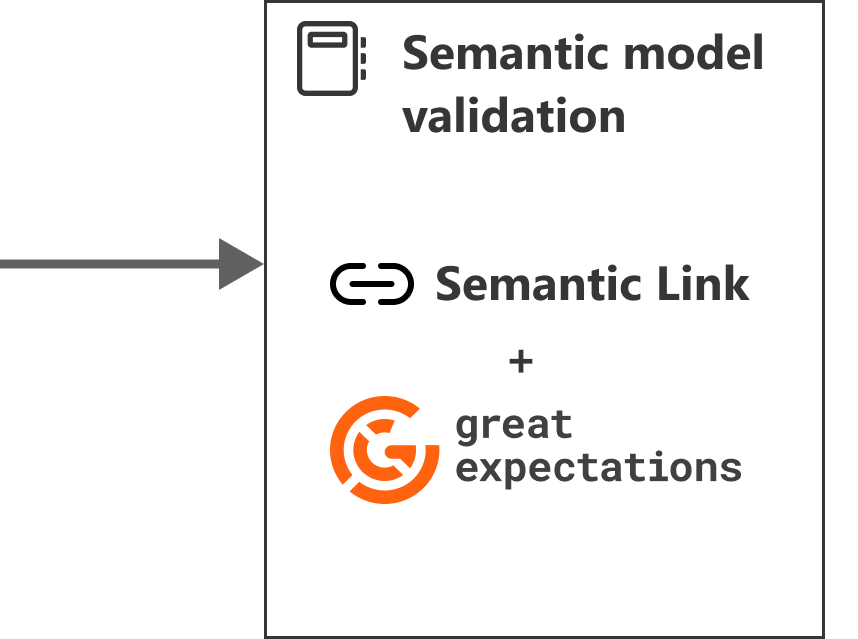 Semantic model
validation
Semantic Link
+
great
expectations